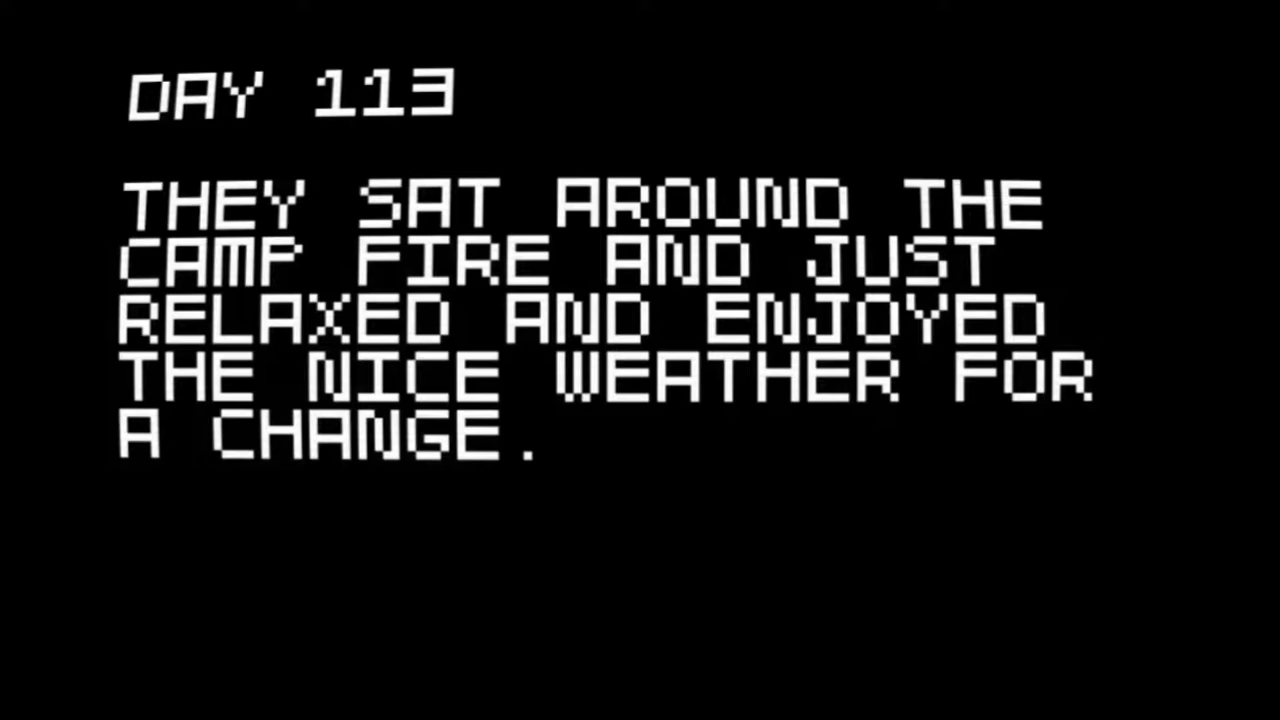 DAY 113
THEY SAT AROUND THE
CAMP FIRE AND JUST
RELAXED AND ENJOYED
THE NICE WEATHER FOR
A CHANGE.